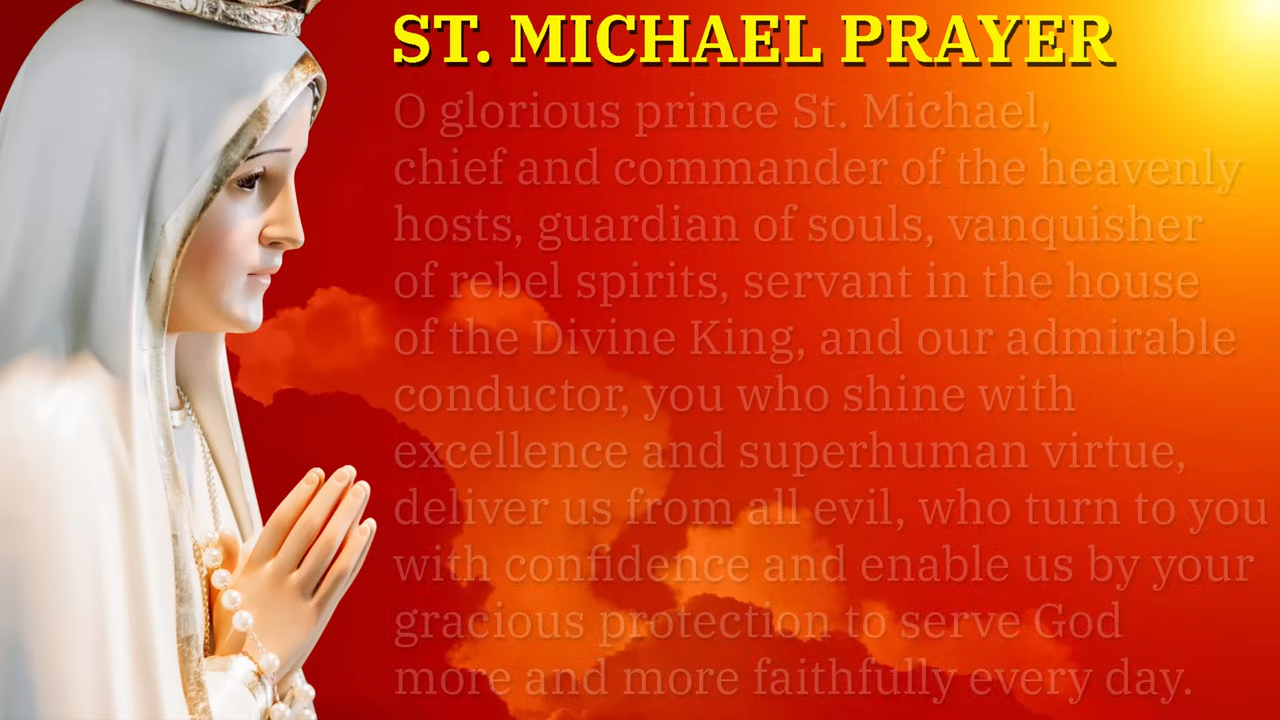 ST. MICHAEL PRAYER
O glorious prince St. Michael,
chief and commander of the heavenly
hosts, guardian of souls, vanquisher
of rebel spirits, servant in the house
of the Divine King, and our admirable
conductor, you who shine with
excellence and superhuman virtue,
deliver us from all evil, who turn to you
with confidence and enable us by your
gracious protection to serve God
more and more faithfully every day.